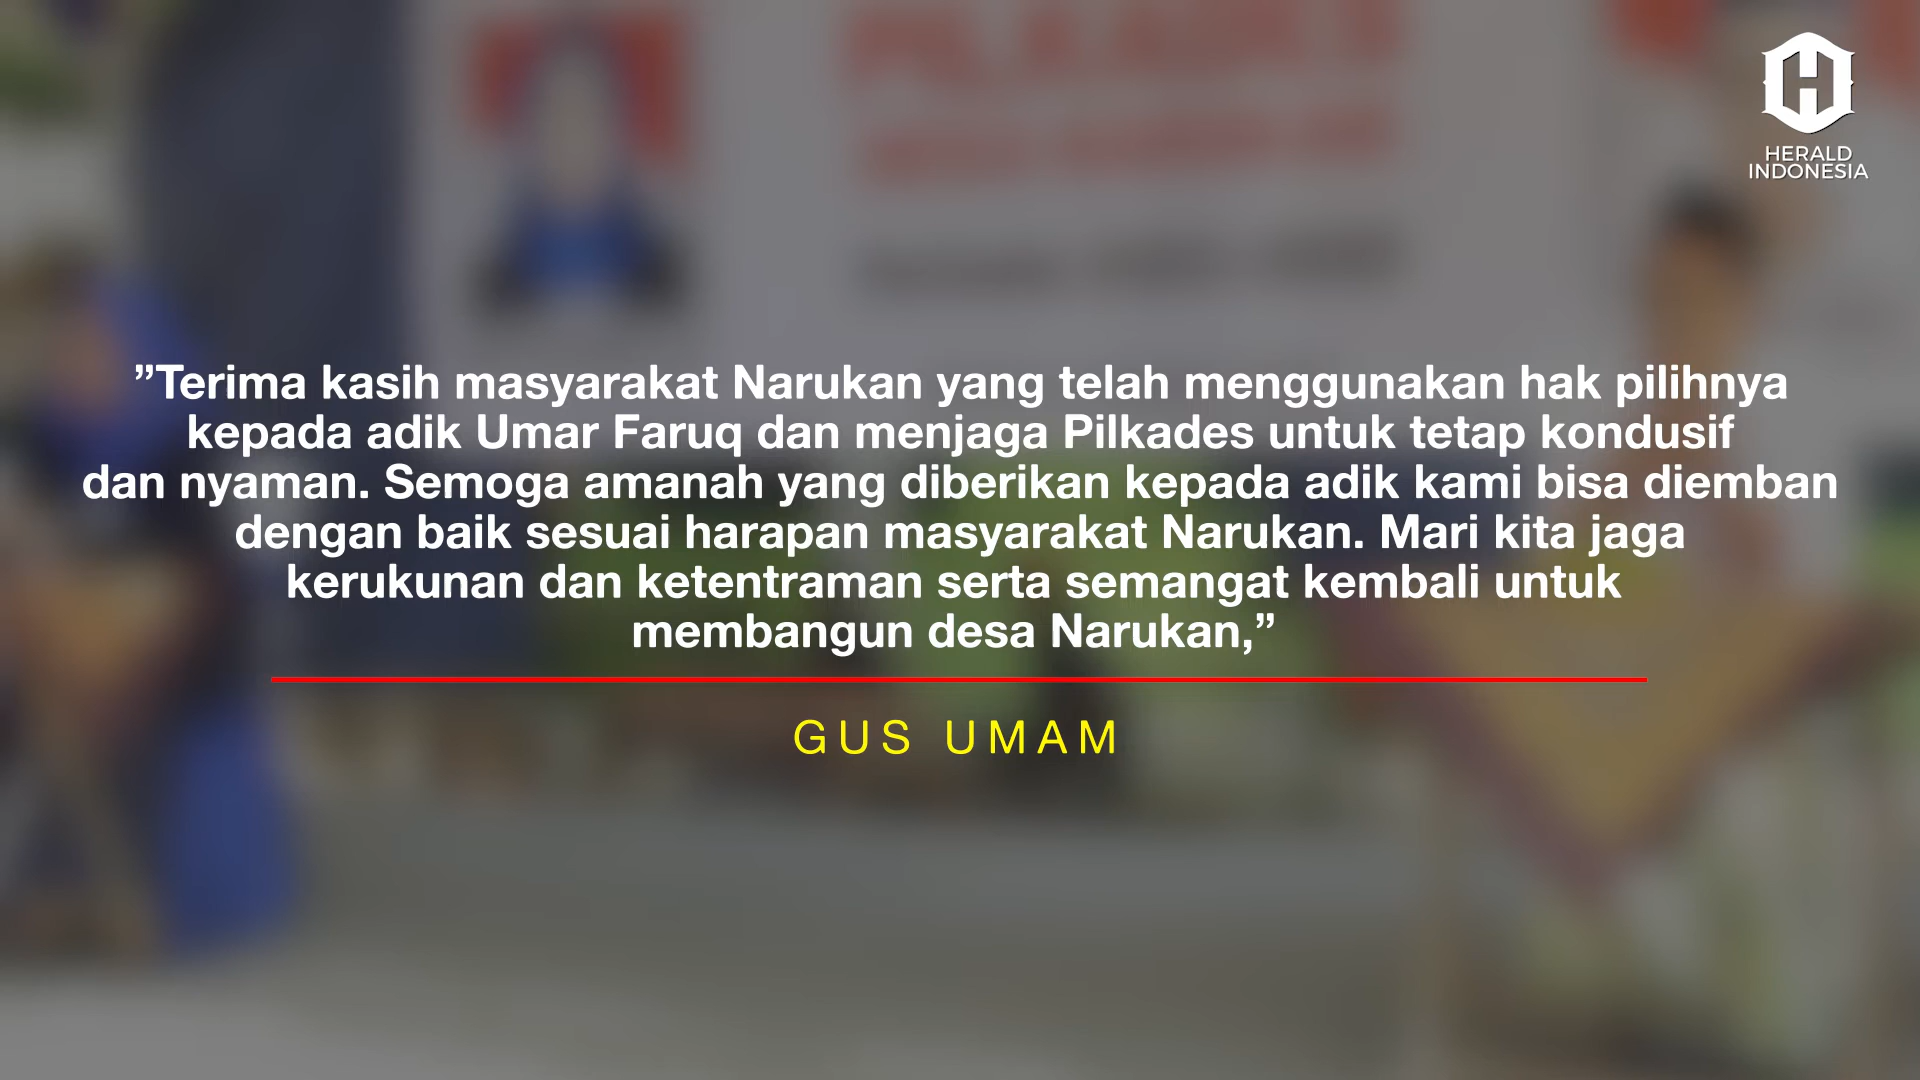 HERALD
INDONESIA
”Terima kasih masyarakat Narukan yang telah menggunakan hak pilihnya
kepada adik Umar Faruq dan menjaga Pilkades untuk tetap kondusif
dan nyaman. Semoga amanah yang diberikan kepada adik kami bisa diemban
dengan baik sesuai harapan masyarakat Narukan. Mari kita jaga
kerukunan dan ketentraman serta semangat kembali untuk
membangun desa Narukan,”
GUS UMAM